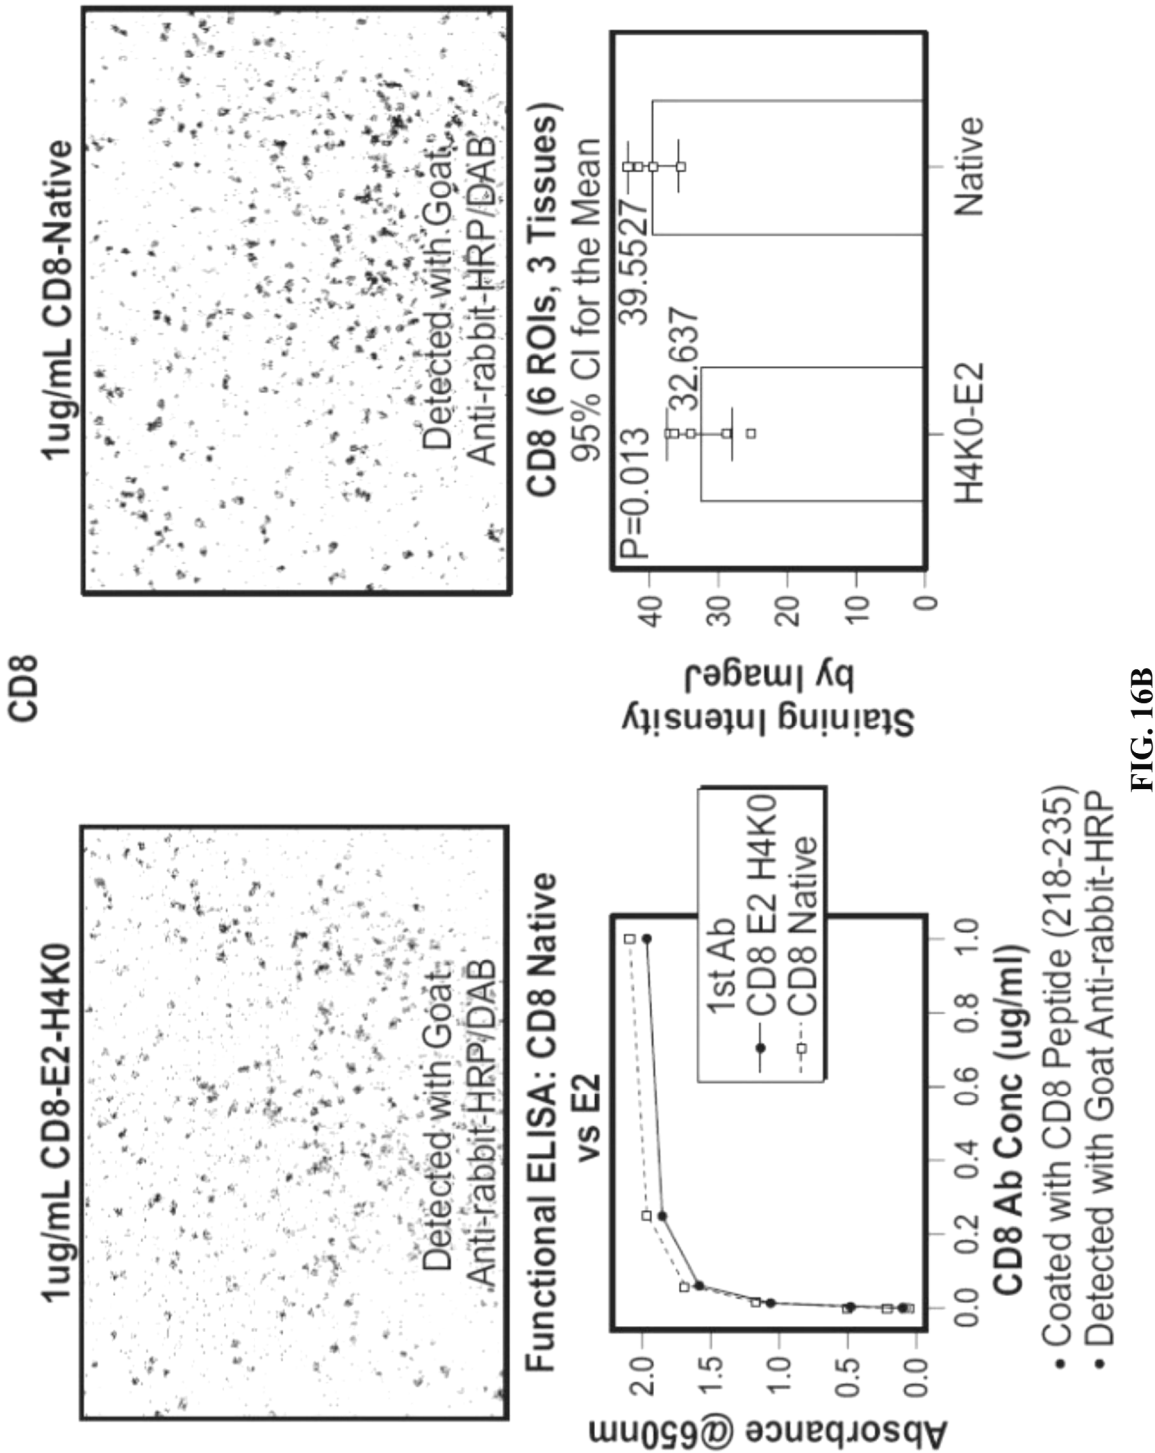 CD8
1ug/mL CD8-E2-H4K0
Detected with Goat
Anti-rabbit-HRP/DAB
1ug/mL CD8-Native
Detected with Goat
Anti-rabbit-HRP/DAB
Functional ELISA: CD8 Native
vs E2
Absorbance @650nm
2.0
1.5
1.0
0.5
0.0
0.0 0.2 0.4 0.6 0.8 1.0
1st Ab
CD8 E2 H4K0
CD8 Native
CD8 Ab Conc (ug/ml)
• Coated with CD8 Peptide (218-235)
• Detected with Goat Anti-rabbit-HRP
CD8 (6 ROIs, 3 Tissues)
95% CI for the Mean
Staining Intensity
by ImageJ
40
30
20
10
0
P=0.013
32.637
39.5527
H4K0-E2 Native
FIG. 16B